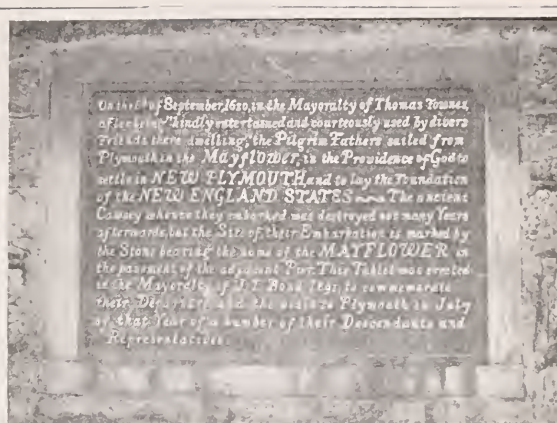 On the 6th of September, 1620, in the Mayoralty of Thomas Townes,
after being "kindly entertained and courteously used by divers
Friends there dwelling," the Pilgrim Fathers sailed from
Plymouth in the MAYFLOWER, in the Providence of God to
settle in NEW PLYMOUTH, and to lay the Foundation
of the NEW ENGLAND STATES The ancient
Cawsey whence they embarked was destroyed not many Years
afterwards, but the Site of their Embarkation is marked by
the Stone bearing the name of the MAYFLOWER in
the pavement of the adjacent Pier. This Tablet was erected
in the Mayoralty of J. T. Bond 1891, to commemorate
their Departure, and the visit to Plymouth in July
of that Year of a number of their Descendants and
Representatives.